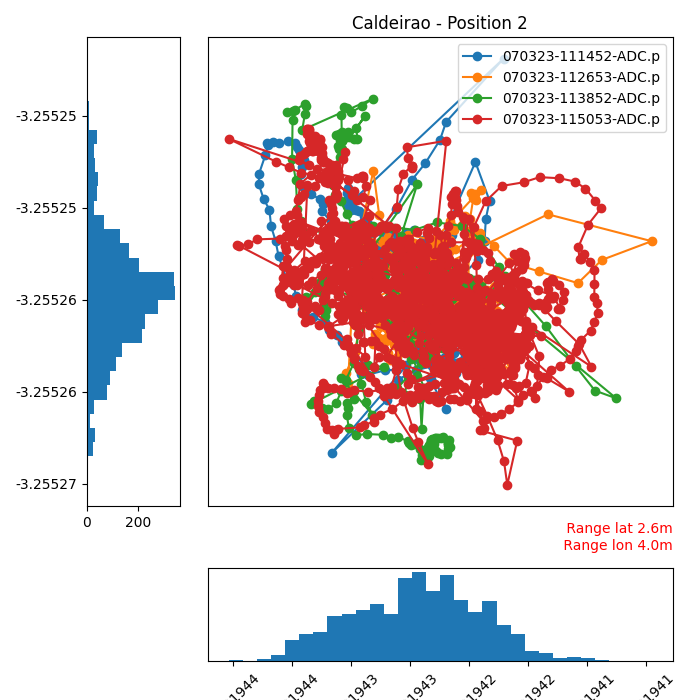 Caldeirao - Position 2
070323-111452-ADC.p
070323-112653-ADC.p
070323-113852-ADC.p
070323-115053-ADC.p
-3.25525
-3.25525
-3.25526
-3.25526
-3.25527
0 200
Range lat 2.6m
Range lon 4.0m
1944 1944 1943 1943 1942 1942 1941 1941